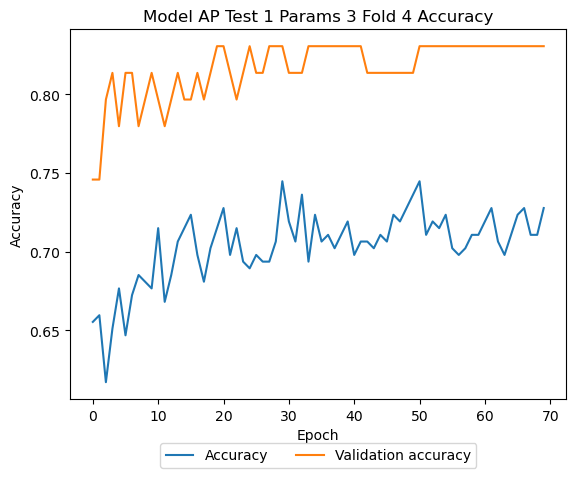 Model AP Test 1 Params 3 Fold 4 Accuracy
Accuracy
0.80
0.75
0.70
0.65
0 10 20 30 40 50 60 70
Epoch
Accuracy Validation accuracy